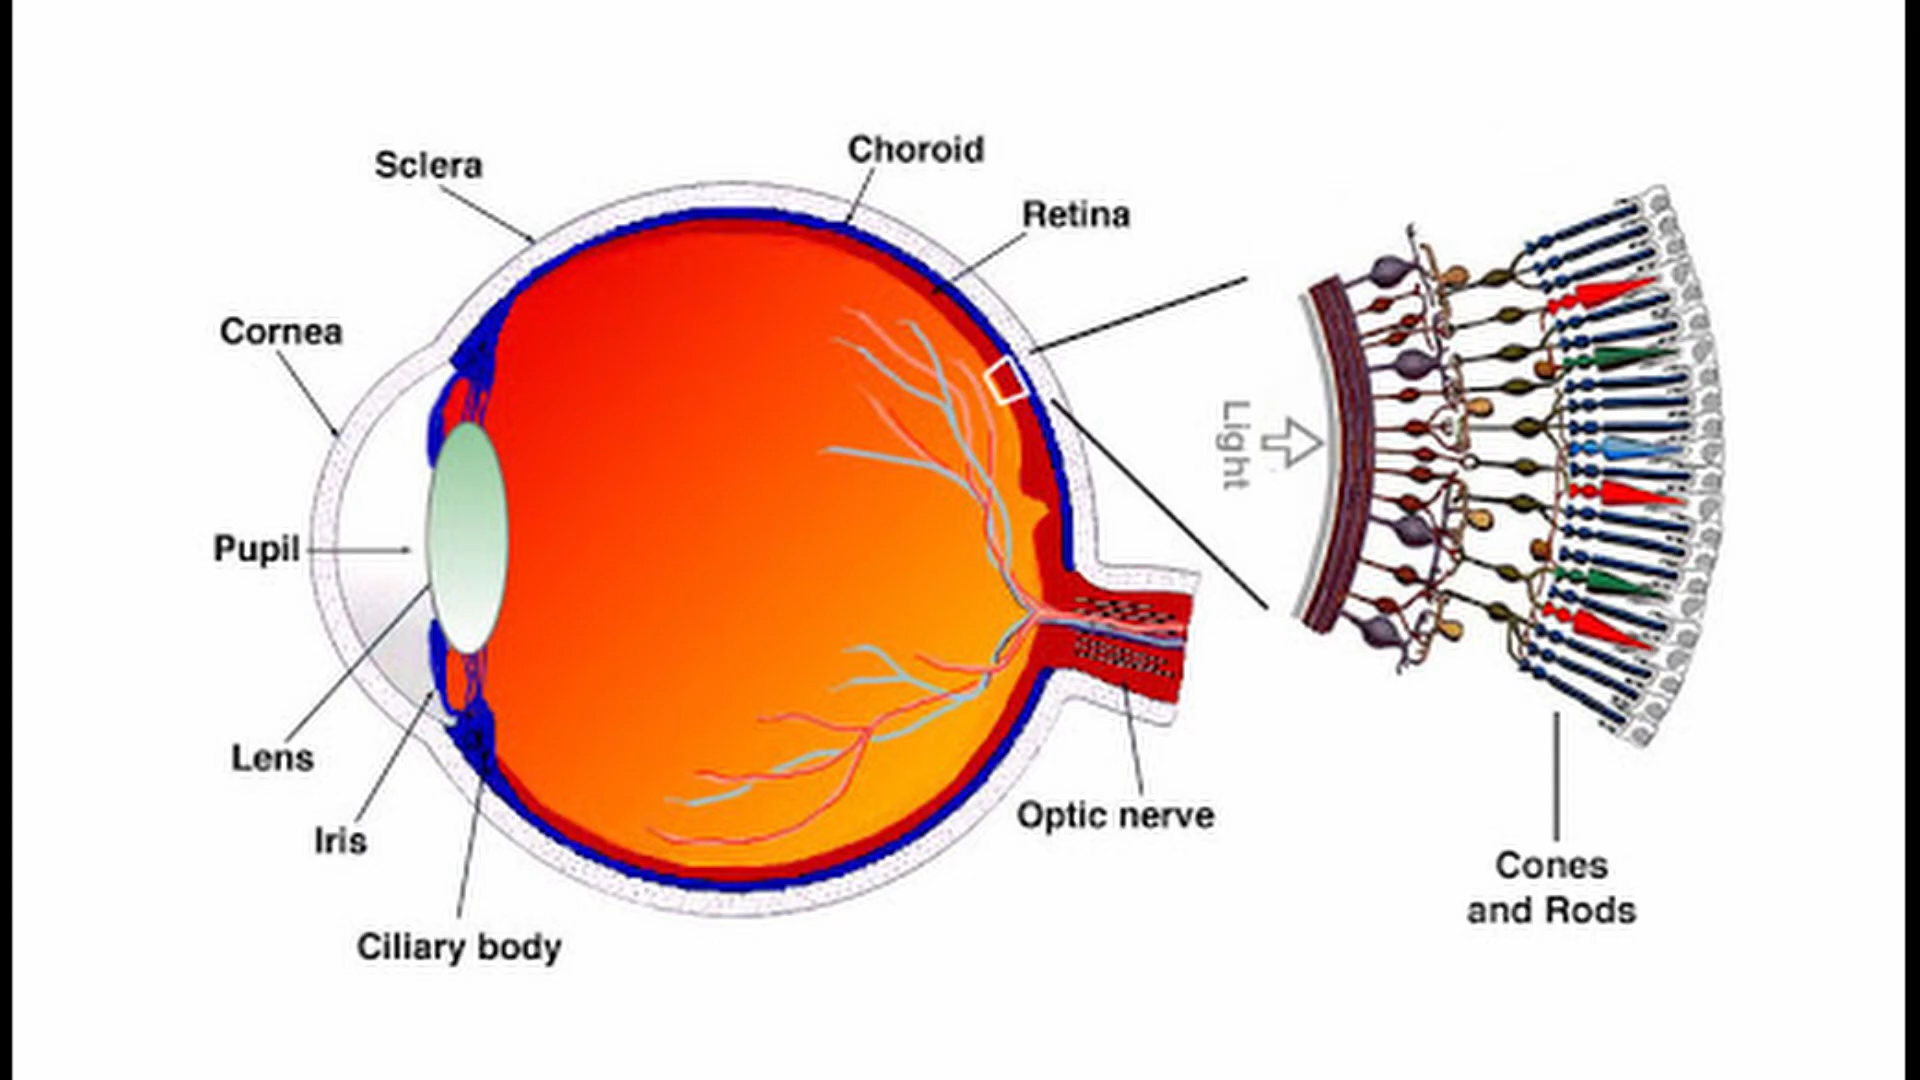 Choroid
Sclera
Retina
Cornea
Light
Pupil
Lens
Optic nerve
Iris
Cones
and Rods
Ciliary body